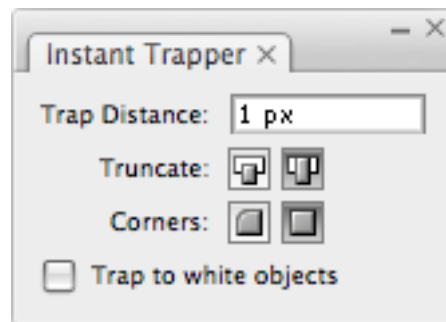 Instant Trapper
Trap Distance: 1 px
Truncate:
Corners:
Trap to white objects